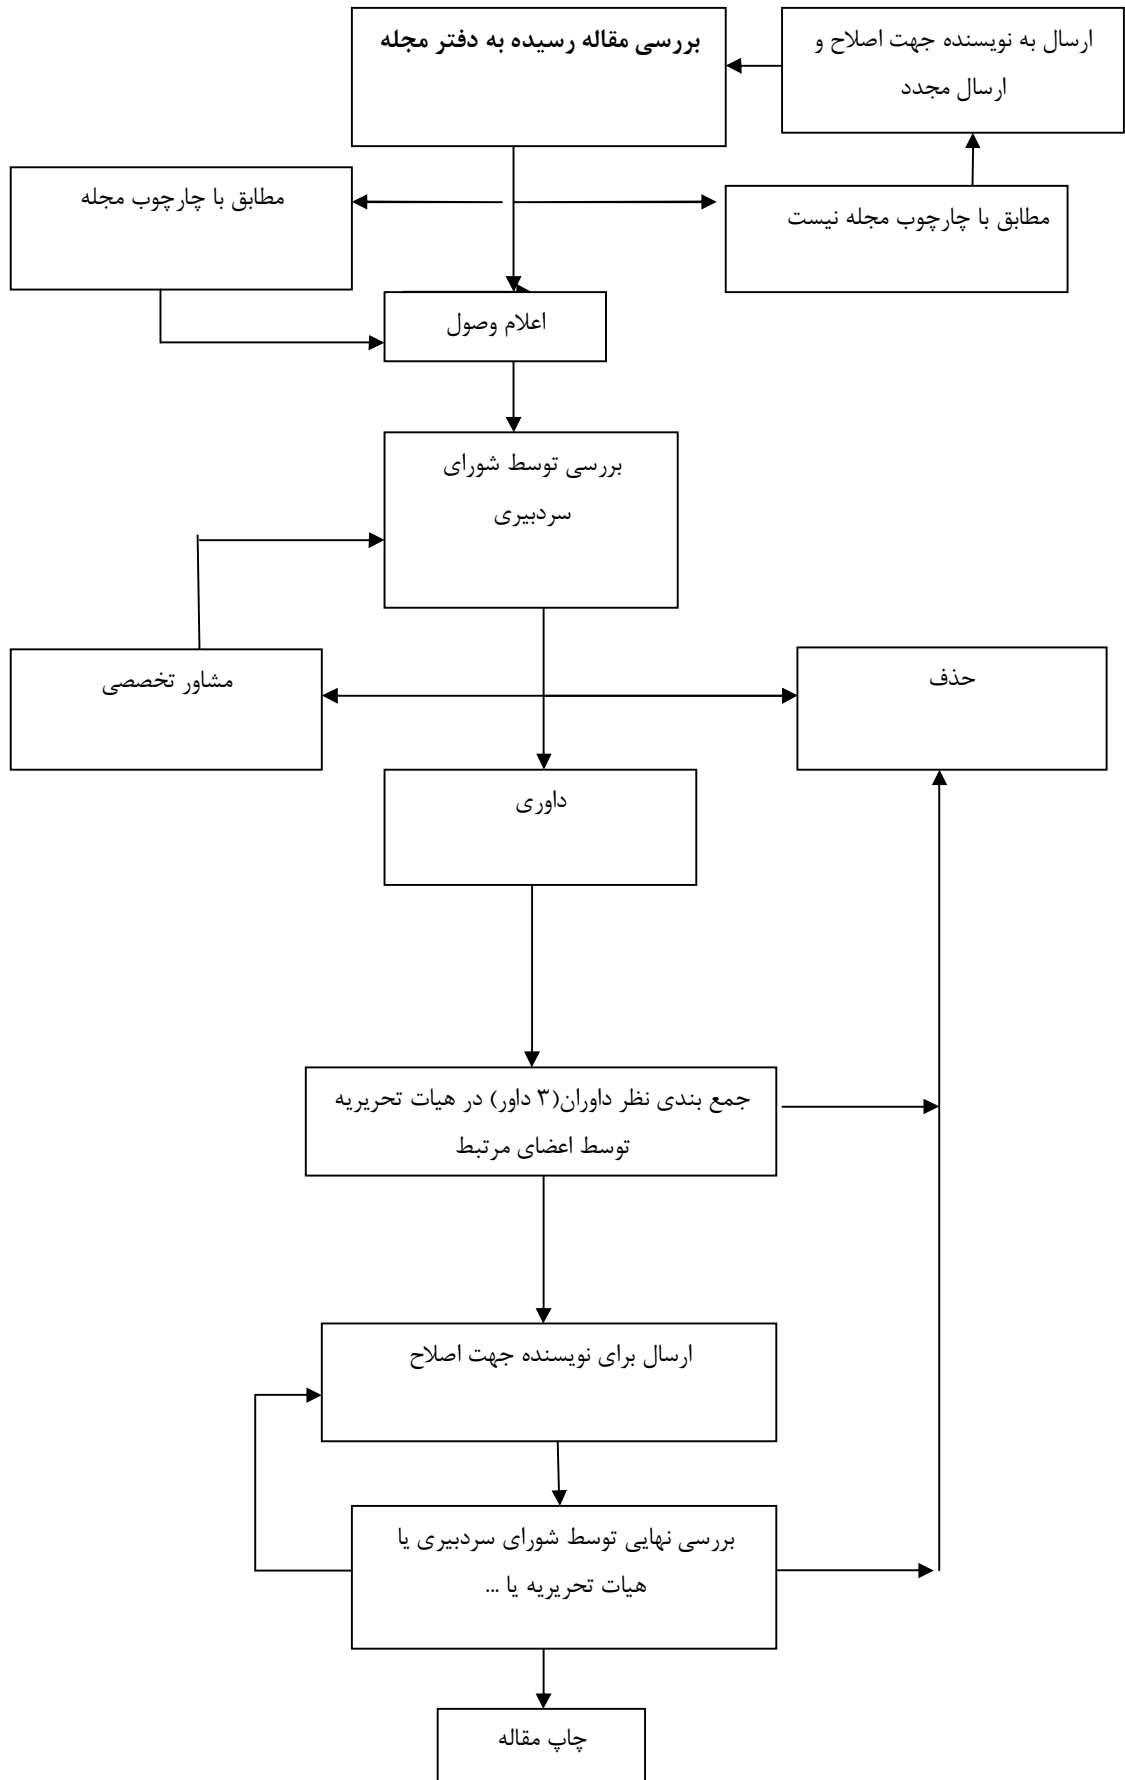 بررسی مقاله رسیده به دفتر مجله
ارسال به نویسنده جهت اصلاح و
ارسال مجدد
مطابق با چارچوب مجله نیست
مطابق با چارچوب مجله
اعلام وصول
بررسی توسط شورای
سردبیری
حذف
مشاور تخصصی
داوری
جمع بندی نظر داوران(۳ داور) در هیات تحریریه
توسط اعضای مرتبط
ارسال برای نویسنده جهت اصلاح
بررسی نهایی توسط شورای سردبیری یا
هیات تحریریه یا ...
چاپ مقاله